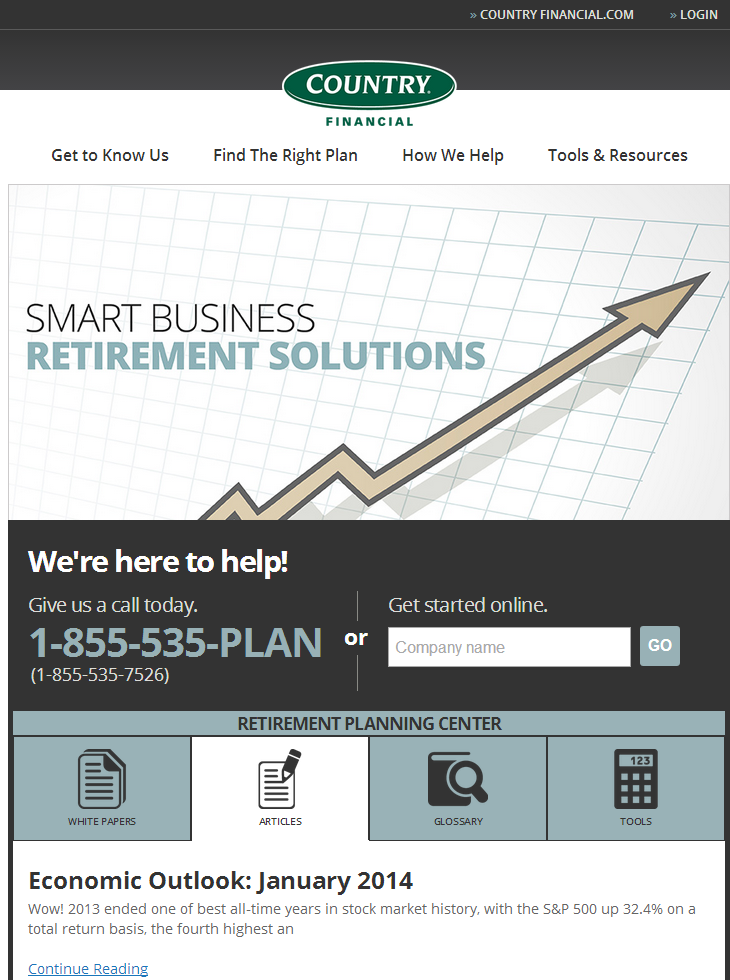 » COUNTRY FINANCIAL.COM » LOGIN
COUNTRY.
FINANCIAL
Get to Know Us Find The Right Plan How We Help Tools & Resources
SMART BUSINESS
RETIREMENT SOLUTIONS
We're here to help!
Give us a call today.
1-855-535-PLAN
(1-855-535-7526)
or
Get started online.
Company name GO
RETIREMENT PLANNING CENTER
123
WHITE PAPERS ARTICLES GLOSSARY TOOLS
Economic Outlook: January 2014
Wow! 2013 ended one of best all-time years in stock market history, with the S&P 500 up 32.4% on a
total return basis, the fourth highest an
Continue Reading